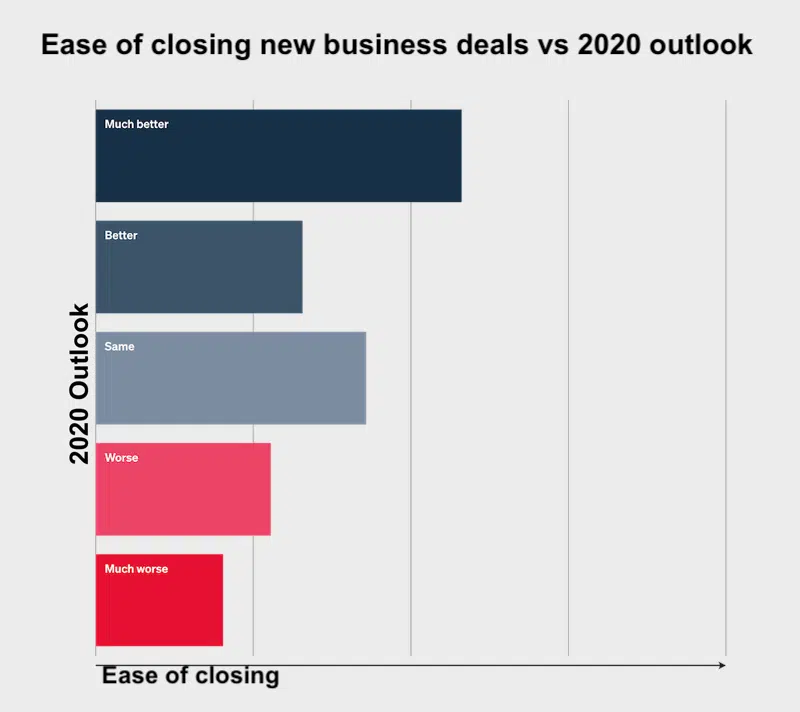 Ease of closing new business deals vs 2020 outlook
Much better
Better
Same
Worse
Much worse
2020 Outlook
Ease of closing